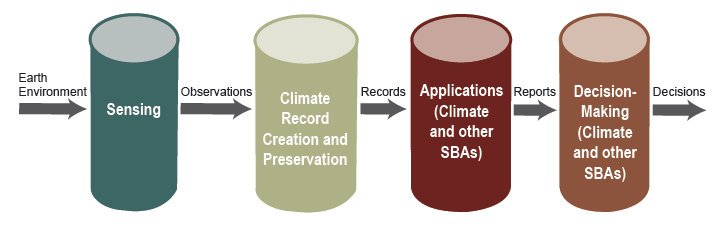 Earth
Environment
Sensing
Observations
Climate
Record
Creation and
Preservation
Records
Applications
(Climate
and other
SBAs)
Reports
Decision-
Making
(Climate
and other
SBAs)
Decisions